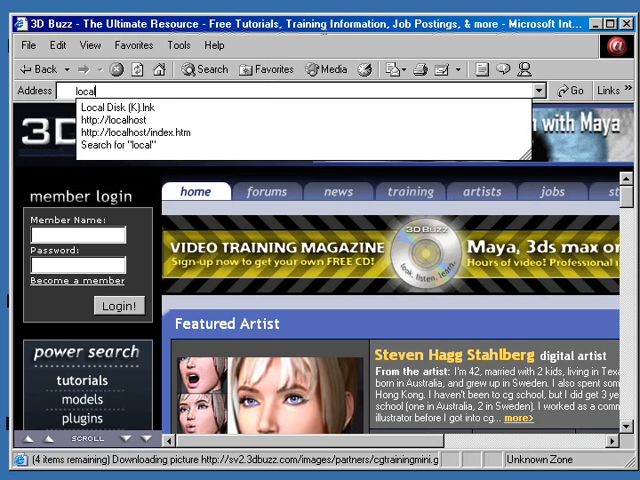 3D Buzz - The Ultimate Resource - Free Tutorials, Training Information, Job Postings, & more - Microsoft Int...
File Edit View Favorites Tools Help
Back Search Favorites Media
Address local Go Links »
Local Disk (K).lnk
http://localhost
http://localhost/index.htm
Search for "local"
3D
n with Maya
member login
Member Name:
Password:
Become a member
Login!
home forums news training artists jobs st
VIDEO TRAINING MAGAZINE
Sign-up now to get your own FREE CD!
3D BUZZ
look, listen, learn.
Maya, 3ds max or
Hours of video! Professional
Featured Artist
Steven Hagg Stahlberg digital artist
From the artist: I'm 42, married with 2 kids, living in Texa
born in Australia, and grew up in Sweden. I also spent som
Hong Kong. I haven't been to cg school, but I did get 3 ye
school (one in Australia, 2 in Sweden). I worked as a comm
illustrator before I got into cg... more>
power search
tutorials
models
plugins
SCROLL
(4 items remaining) Downloading picture http://sv2.3dbuzz.com/images/partners/cgtrainingmini.g
Unknown Zone